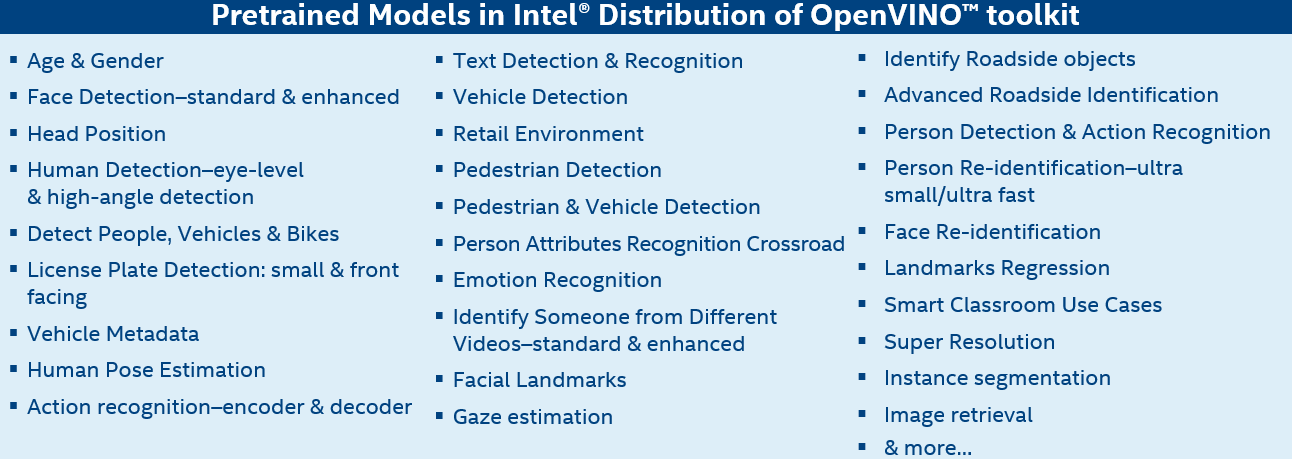 Pretrained Models in Intel® Distribution of OpenVINO™ toolkit
▪ Age & Gender
▪ Face Detection–standard & enhanced
▪ Head Position
▪ Human Detection–eye-level
& high-angle detection
▪ Detect People, Vehicles & Bikes
▪ License Plate Detection: small & front
facing
▪ Vehicle Metadata
▪ Human Pose Estimation
▪ Action recognition–encoder & decoder
▪ Text Detection & Recognition
▪ Vehicle Detection
▪ Retail Environment
▪ Pedestrian Detection
▪ Pedestrian & Vehicle Detection
▪ Person Attributes Recognition Crossroad
▪ Emotion Recognition
▪ Identify Someone from Different
Videos–standard & enhanced
▪ Facial Landmarks
▪ Gaze estimation
▪ Identify Roadside objects
▪ Advanced Roadside Identification
▪ Person Detection & Action Recognition
▪ Person Re-identification–ultra
small/ultra fast
▪ Face Re-identification
▪ Landmarks Regression
▪ Smart Classroom Use Cases
▪ Super Resolution
▪ Instance segmentation
▪ Image retrieval
▪ & more...